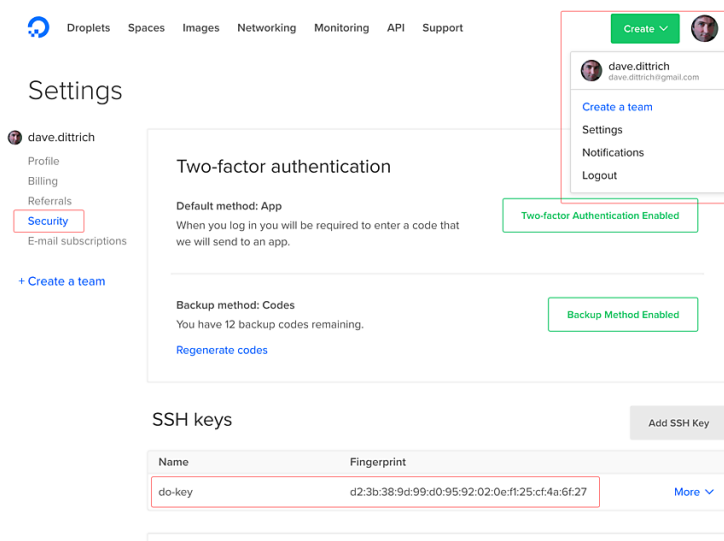 Droplets Spaces Images Networking Monitoring API Support
Create
dave.dittrich
dave.dittrich@gmail.com
Create a team
Settings
Notifications
Logout
Settings
dave.dittrich
Profile
Billing
Referrals
Security
E-mail subscriptions
+ Create a team
Two-factor authentication
Default method: App
When you log in you will be required to enter a code that
we will send to an app.
Two-factor Authentication Enabled
Backup method: Codes
You have 12 backup codes remaining.
Backup Method Enabled
Regenerate codes
SSH keys
Add SSH Key
Name Fingerprint
do-key d2:3b:38:9d:99:d0:95:92:02:0e:f1:25:cf:4a:6f:27 More